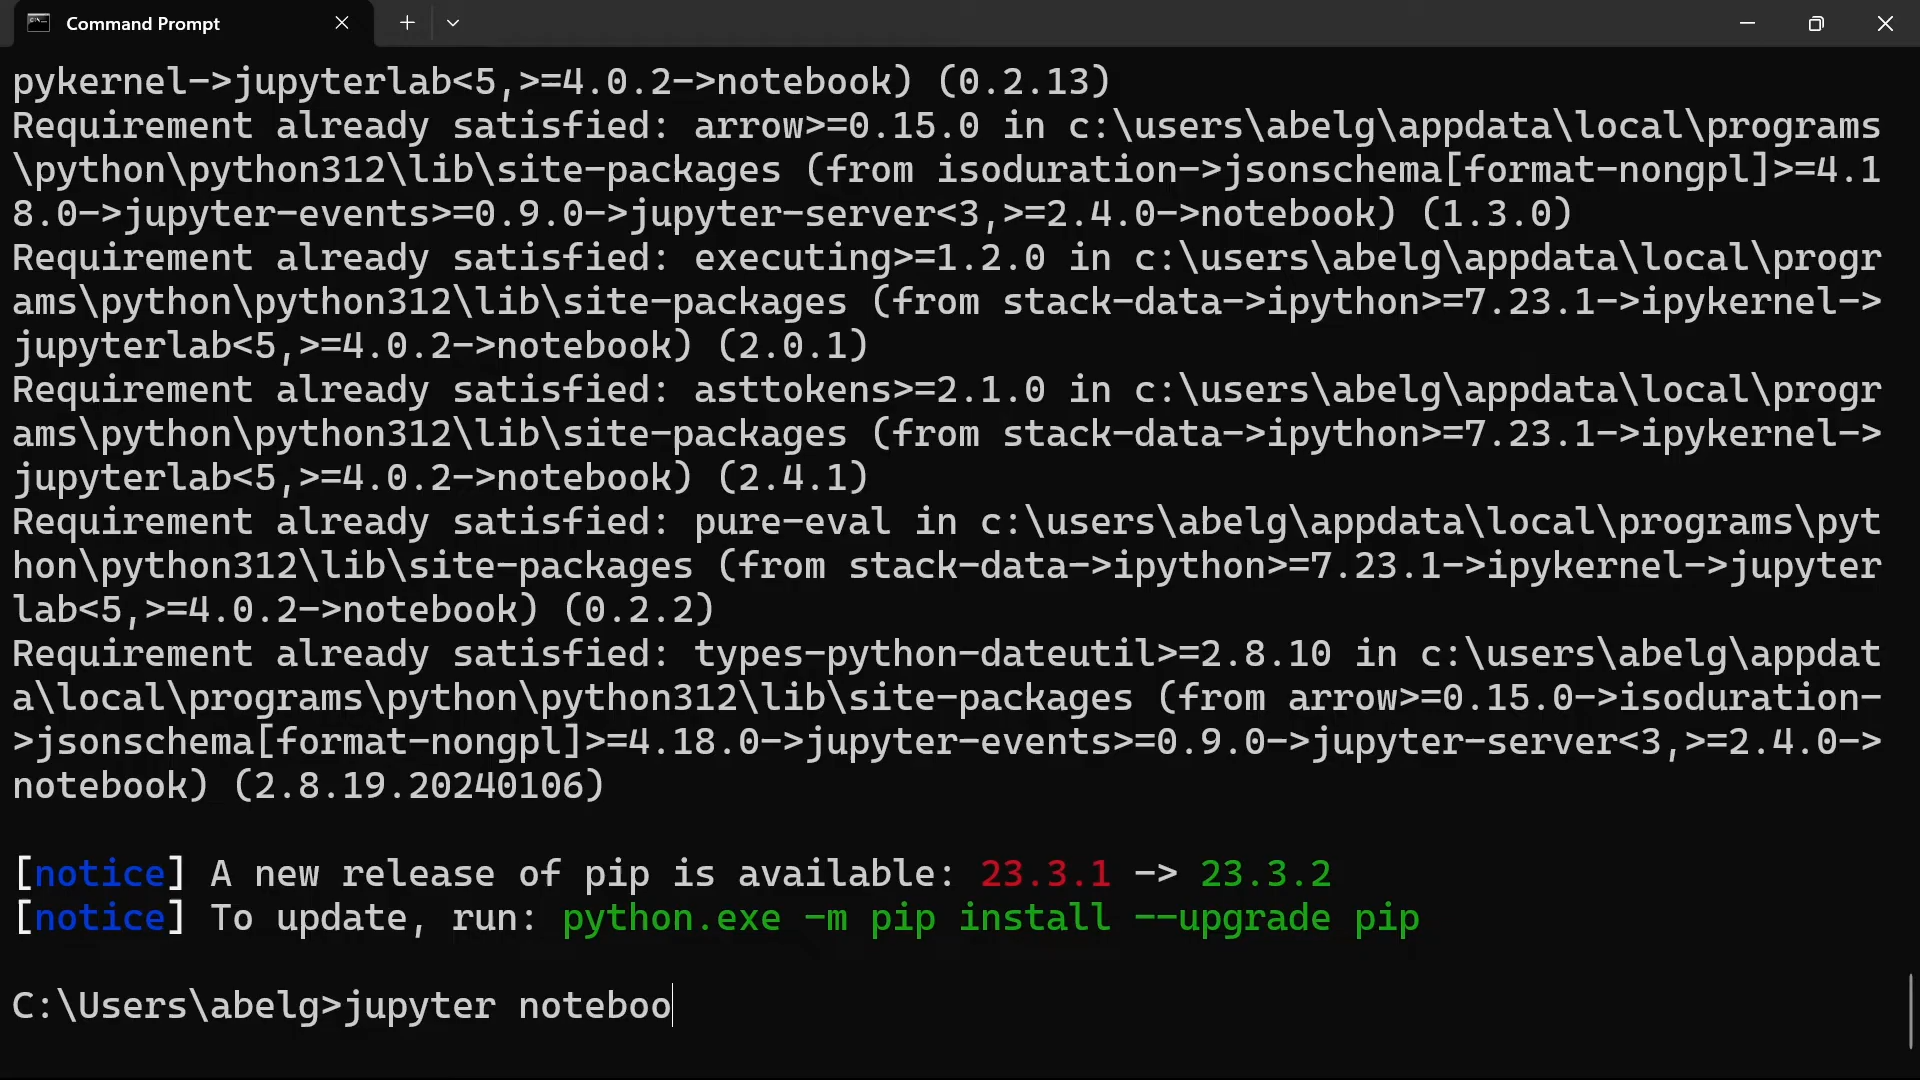 Command Prompt
pykernel->jupyterlab<5,>=4.0.2->notebook) (0.2.13)
Requirement already satisfied: arrow>=0.15.0 in c:\users\abelg\appdata\local\programs
\python\python312\lib\site-packages (from isoduration->jsonschema[format-nongpl]>=4.1
8.0->jupyter-events>=0.9.0->jupyter-server<3,>=2.4.0->notebook) (1.3.0)
Requirement already satisfied: executing>=1.2.0 in c:\users\abelg\appdata\local\progr
ams\python\python312\lib\site-packages (from stack-data->ipython>=7.23.1->ipykernel->
jupyterlab<5,>=4.0.2->notebook) (2.0.1)
Requirement already satisfied: asttokens>=2.1.0 in c:\users\abelg\appdata\local\progr
ams\python\python312\lib\site-packages (from stack-data->ipython>=7.23.1->ipykernel->
jupyterlab<5,>=4.0.2->notebook) (2.4.1)
Requirement already satisfied: pure-eval in c:\users\abelg\appdata\local\programs\pyt
hon\python312\lib\site-packages (from stack-data->ipython>=7.23.1->ipykernel->jupyter
lab<5,>=4.0.2->notebook) (0.2.2)
Requirement already satisfied: types-python-dateutil>=2.8.10 in c:\users\abelg\appdat
a\local\programs\python\python312\lib\site-packages (from arrow>=0.15.0->isoduration-
>jsonschema[format-nongpl]>=4.18.0->jupyter-events>=0.9.0->jupyter-server<3,>=2.4.0->
notebook) (2.8.19.20240106)
[notice] A new release of pip is available: 23.3.1 -> 23.3.2
[notice] To update, run: python.exe -m pip install --upgrade pip
C:\Users\abelg>jupyter noteboo